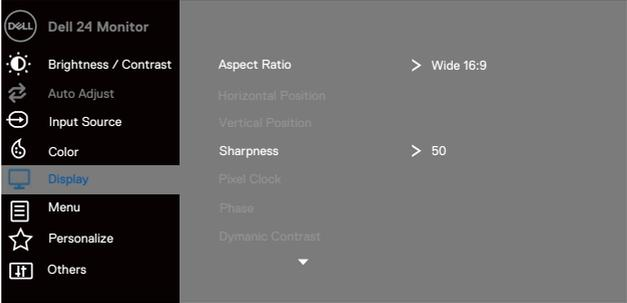 DELL Dell 24 Monitor
Brightness / Contrast
Auto Adjust
Input Source
Color
Display
Menu
Personalize
Others
Aspect Ratio > Wide 16:9
Horizontal Position
Vertical Position
Sharpness > 50
Pixel Clock
Phase
Dymanic Contrast